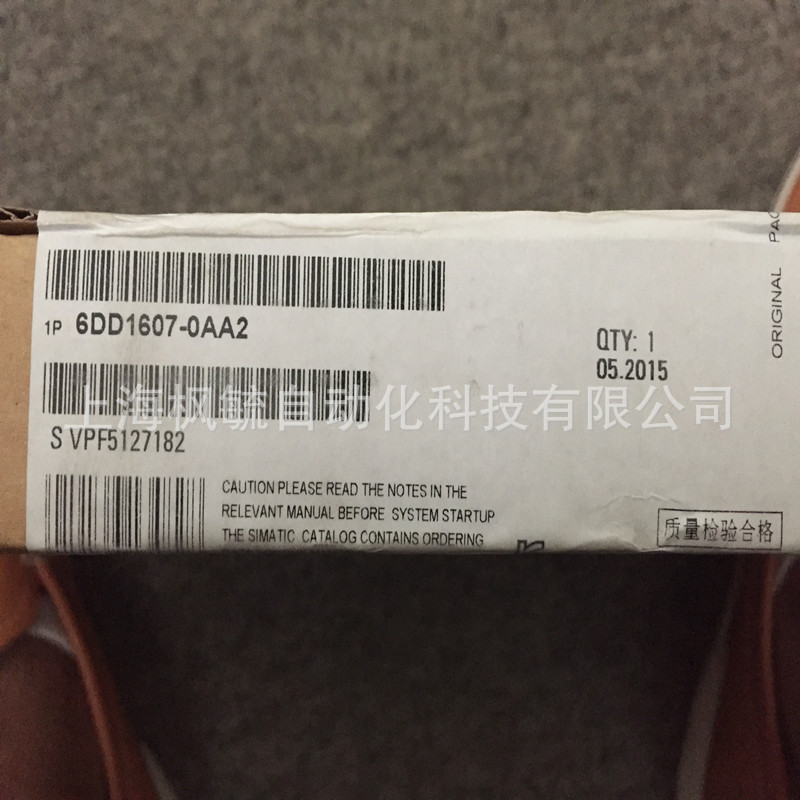 1P 6DD1607-0AA2
QTY: 1
05.2015
上海枫毓自动化科技有限公司
S VPF5127182
CAUTION PLEASE READ THE NOTES IN THE
RELEVANT MANUAL BEFORE SYSTEM STARTUP
THE SIMATIC CATALOG CONTAINS ORDERING
质量检验合格
ORIGINAL